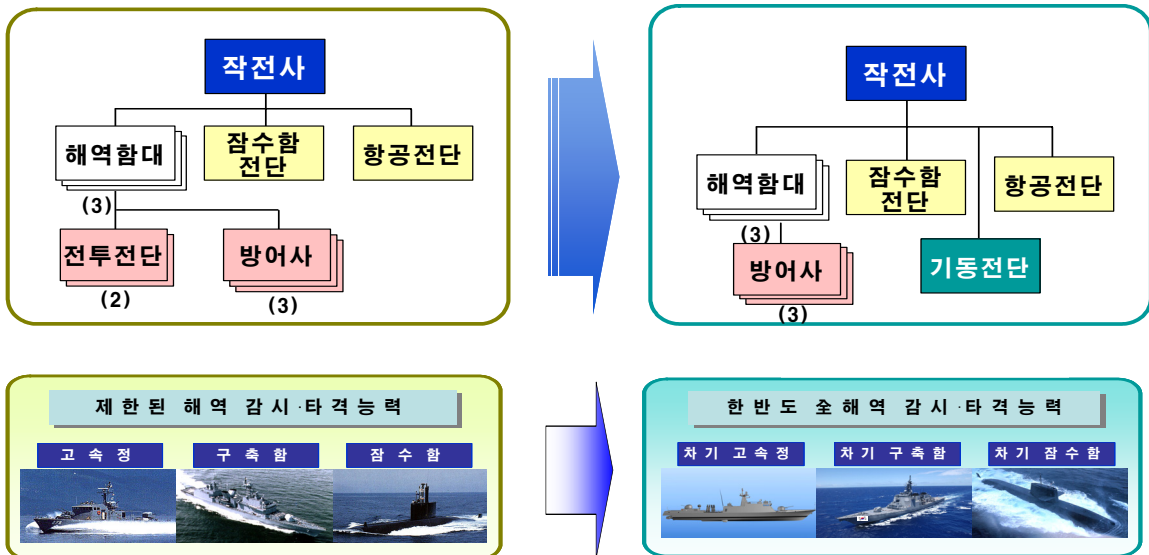 작전사
해역함대
잠수함
전단
항공전단
(3)
전투전단
방어사
(2)
(3)
작전사
해역함대
잠수함
전단
항공전단
(3)
방어사
기동전단
(3)
제한된 해역 감시·타격능력
고속정
구축함
잠수함
한반도 全해역 감시·타격능력
차기 고속정
차기 구축함
차기 잠수함